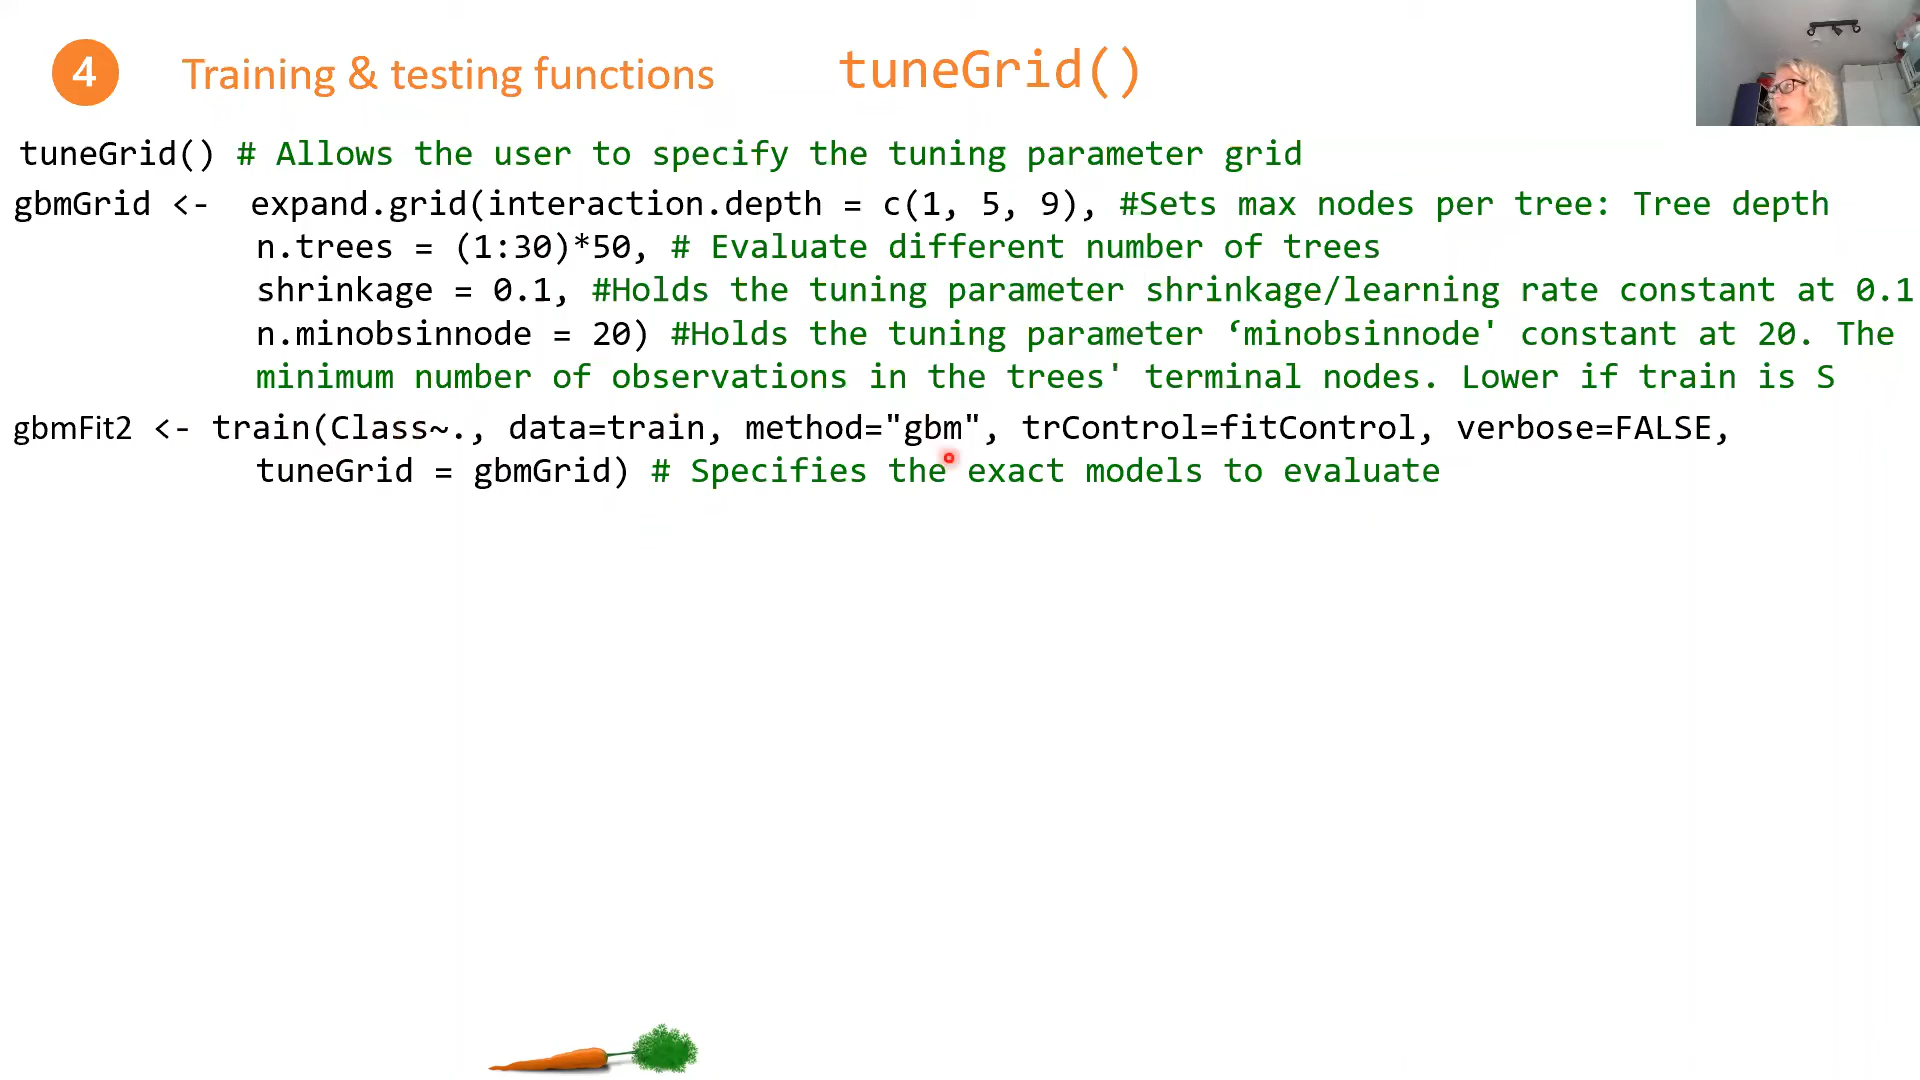 4 Training & testing functions tuneGrid()
tuneGrid() # Allows the user to specify the tuning parameter grid
gbmGrid <- expand.grid(interaction.depth = c(1, 5, 9), #Sets max nodes per tree: Tree depth
n.trees = (1:30)*50, # Evaluate different number of trees
shrinkage = 0.1, #Holds the tuning parameter shrinkage/learning rate constant at 0.1
n.minobsinnode = 20) #Holds the tuning parameter ‘minobsinnode' constant at 20. The
minimum number of observations in the trees' terminal nodes. Lower if train is S
gbmFit2 <- train(Class~., data=train, method="gbm", trControl=fitControl, verbose=FALSE,
tuneGrid = gbmGrid) # Specifies the exact models to evaluate